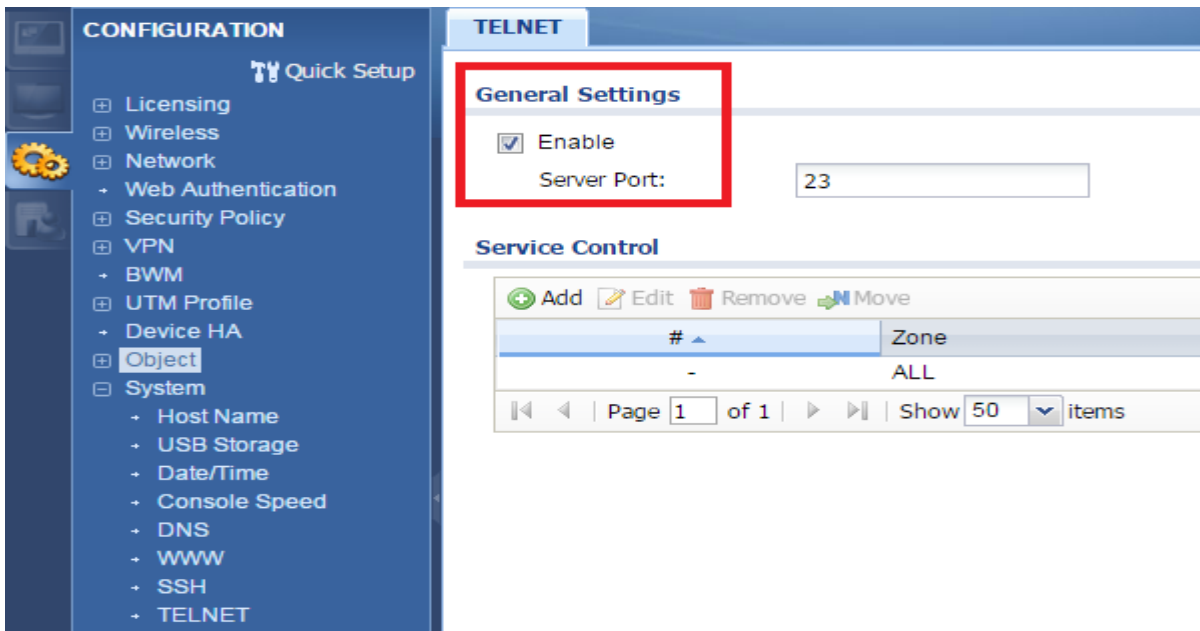 CONFIGURATION
Quick Setup
Licensing
Wireless
Network
Web Authentication
Security Policy
VPN
BWM
UTM Profile
Device HA
Object
System
Host Name
USB Storage
Date/Time
Console Speed
DNS
WWW
SSH
TELNET
TELNET
General Settings
Enable
Server Port: 23
Service Control
Add Edit Remove Move
# Zone
- ALL
Page 1 of 1 Show 50 items